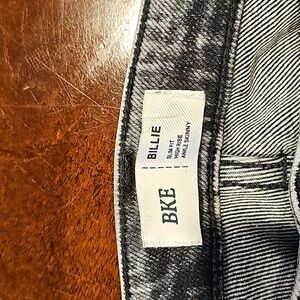 BILLIE
SLIM FIT
HIGH RISE
ANKLE SKINNY
BKE